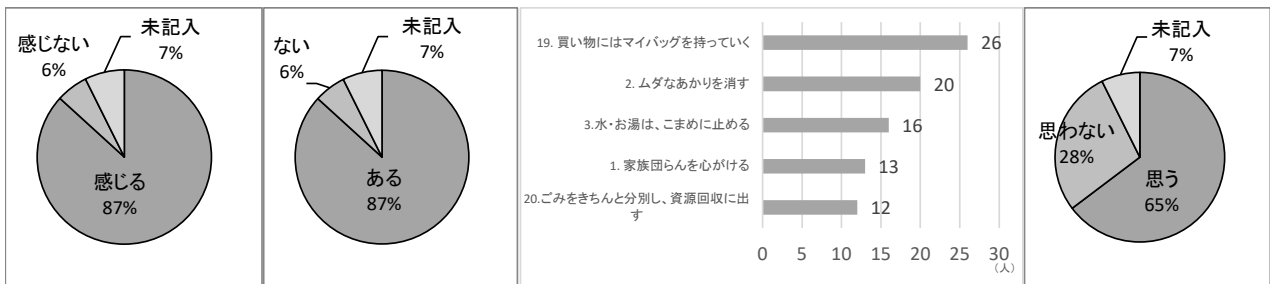 感じない
6%
未記入
7%
感じる
87%
ない
6%
未記入
7%
ある
87%
19. 買い物にはマイバッグを持っていく
26
2. ムダなあかりを消す
20
3.水・お湯は、こまめに止める
16
1. 家族団らんを心がける
13
20.ごみをきちんと分別し、資源回収に出
す
12
0 5 10 15 20 25 30
(人)
未記入
7%
思わない
28%
思う
65%